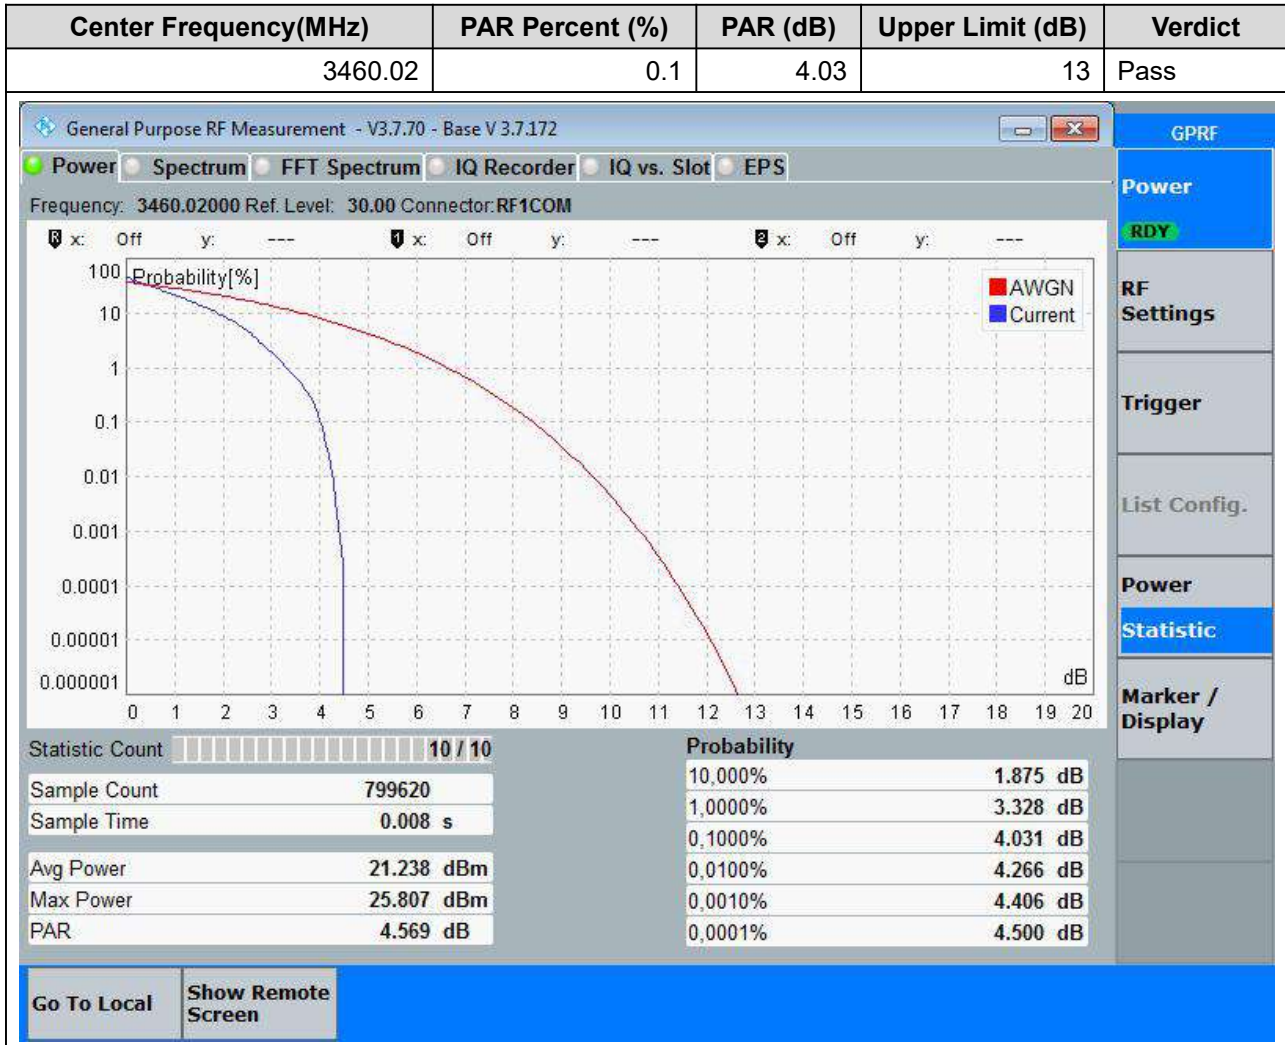 Center Frequency(MHz) PAR Percent (%) PAR (dB) Upper Limit (dB) Verdict
3460.02 0.1 4.03 13 Pass
General Purpose RF Measurement - V3.7.70 - Base V 3.7.172
GPRF
Power Spectrum FFT Spectrum IQ Recorder IQ vs. Slot EPS
Frequency: 3460.02000 Ref. Level: 30.00 Connector: RF1COM
R x: Off y: --- 1 x: Off y: --- 2 x: Off y: ---
Probability[%]
AWGN
Current
100
10
1
0.1
0.01
0.001
0.0001
0.00001
0.000001
dB
0 1 2 3 4 5 6 7 8 9 10 11 12 13 14 15 16 17 18 19 20
Statistic Count 10 / 10
Sample Count 799620
Sample Time 0.008 s
Avg Power 21.238 dBm
Max Power 25.807 dBm
PAR 4.569 dB
Probability
10,000% 1.875 dB
1,0000% 3.328 dB
0,1000% 4.031 dB
0,0100% 4.266 dB
0,0010% 4.406 dB
0,0001% 4.500 dB
Power
RDY
RF
Settings
Trigger
List Config.
Power
Statistic
Marker /
Display
Go To Local
Show Remote
Screen